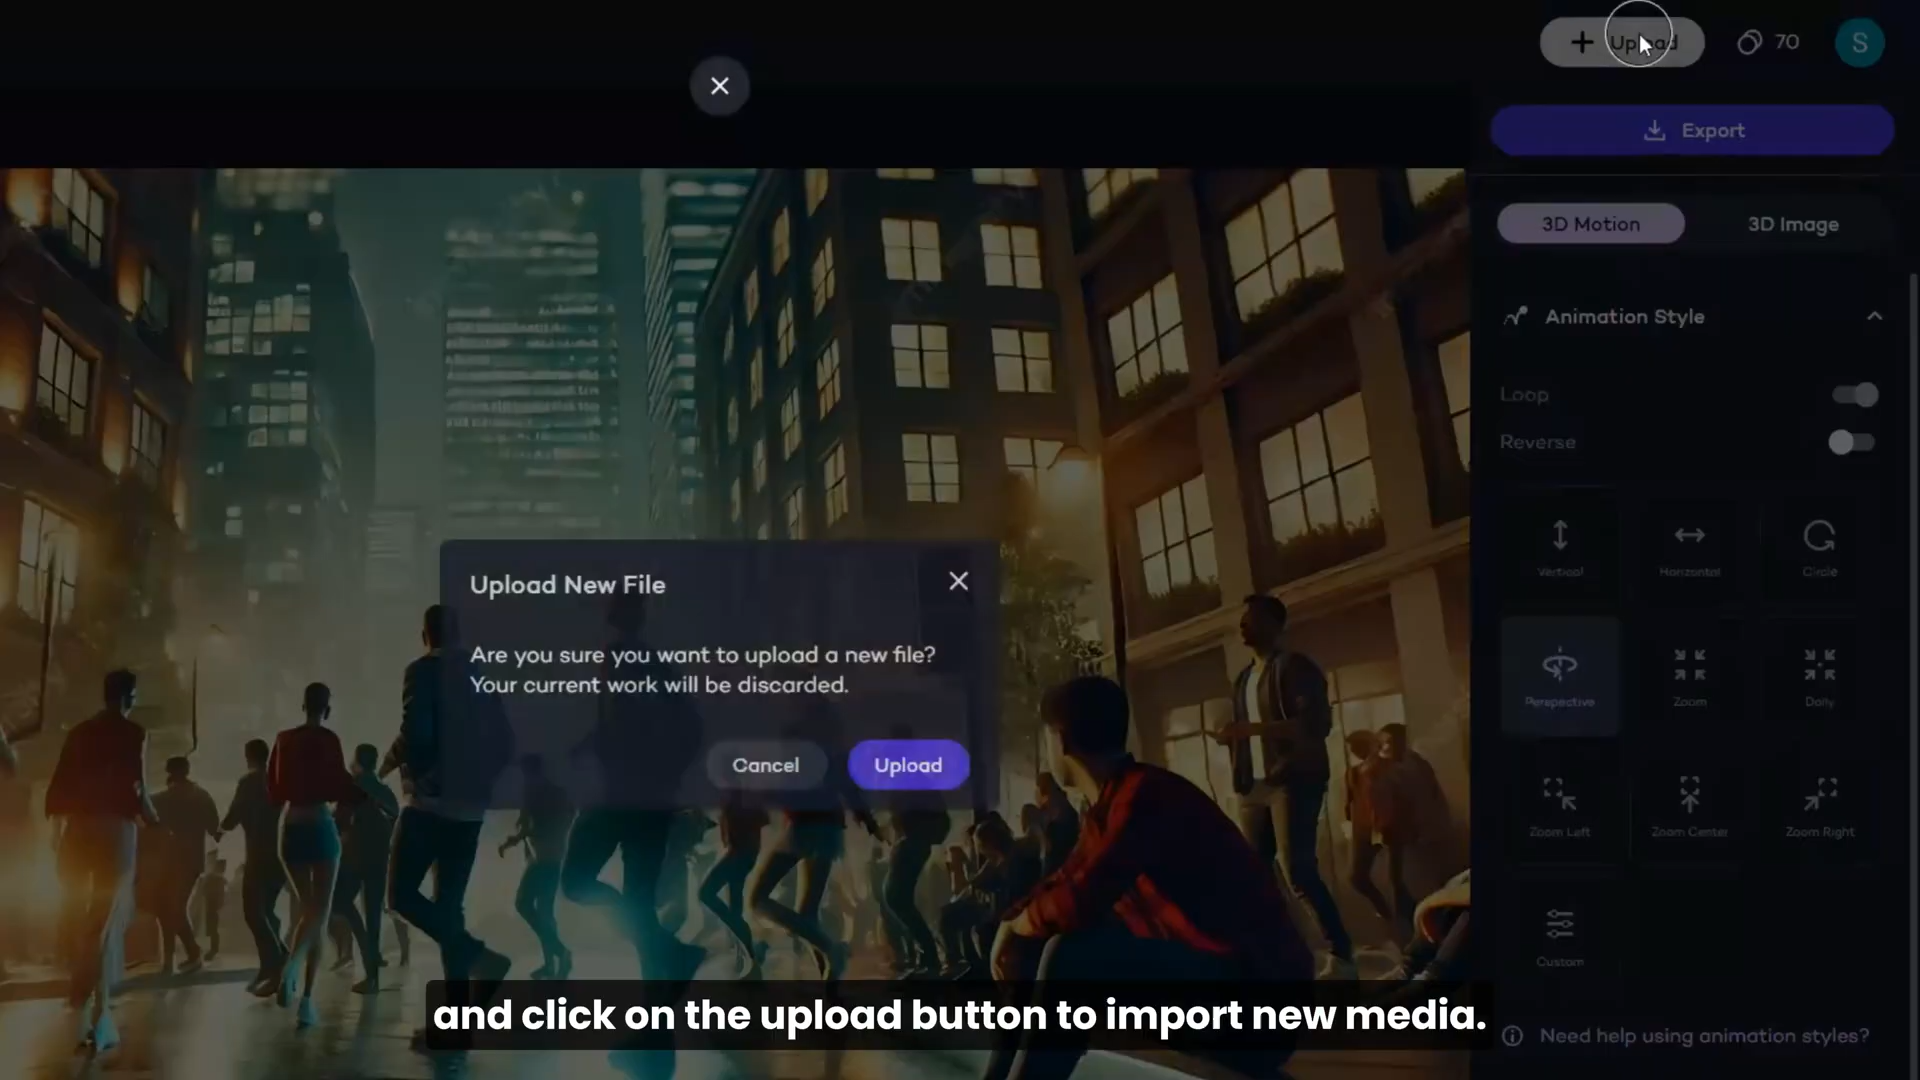 Upload
70
S
Export
3D Motion
3D Image
Animation Style
Loop
Reverse
Vertical
Horizontal
Circle
Perspective
Zoom
Dolly
Zoom Left
Zoom Center
Zoom Right
Custom
Need help using animation styles?
Upload New File
Are you sure you want to upload a new file?
Your current work will be discarded.
Cancel
Upload
and click on the upload button to import new media.